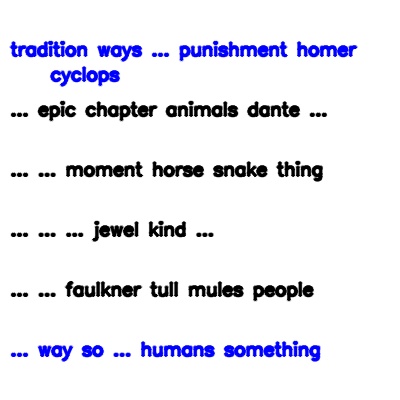 tradition ways ... punishment homer
cyclops
... epic chapter animals dante ...
... ... moment horse snake thing
... ... ... jewel kind ...
... ... faulkner tull mules people
... way so ... humans something